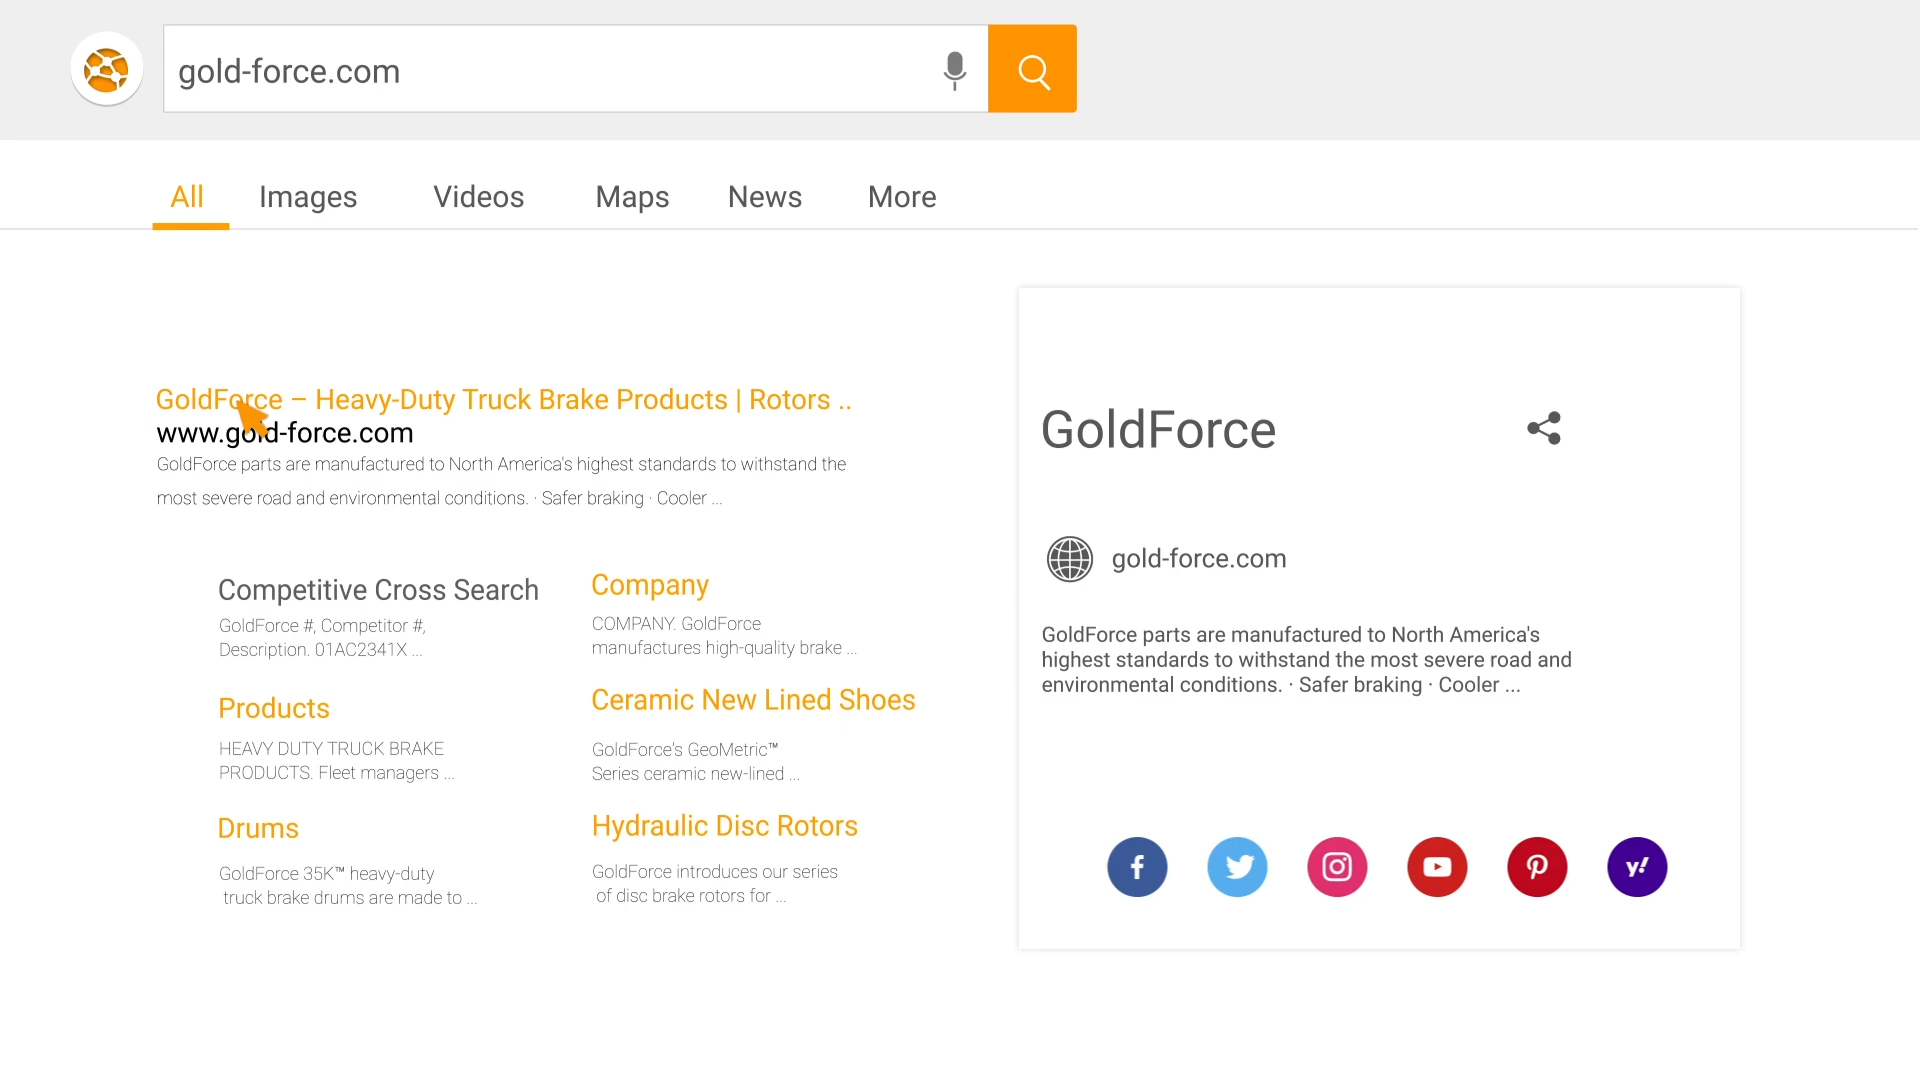 gold-force.com
All Images Videos Maps News More
GoldForce – Heavy-Duty Truck Brake Products | Rotors ..
www.gold-force.com
GoldForce parts are manufactured to North America's highest standards to withstand the
most severe road and environmental conditions. · Safer braking · Cooler ...
Competitive Cross Search
GoldForce #, Competitor #,
Description. 01AC2341X ...
Products
HEAVY DUTY TRUCK BRAKE
PRODUCTS. Fleet managers ...
Drums
GoldForce 35K™ heavy-duty
truck brake drums are made to ...
Company
COMPANY. GoldForce
manufactures high-quality brake ...
Ceramic New Lined Shoes
GoldForce's GeoMetric™
Series ceramic new-lined ...
Hydraulic Disc Rotors
GoldForce introduces our series
of disc brake rotors for ...
GoldForce
gold-force.com
GoldForce parts are manufactured to North America's
highest standards to withstand the most severe road and
environmental conditions. · Safer braking · Cooler ...
y!